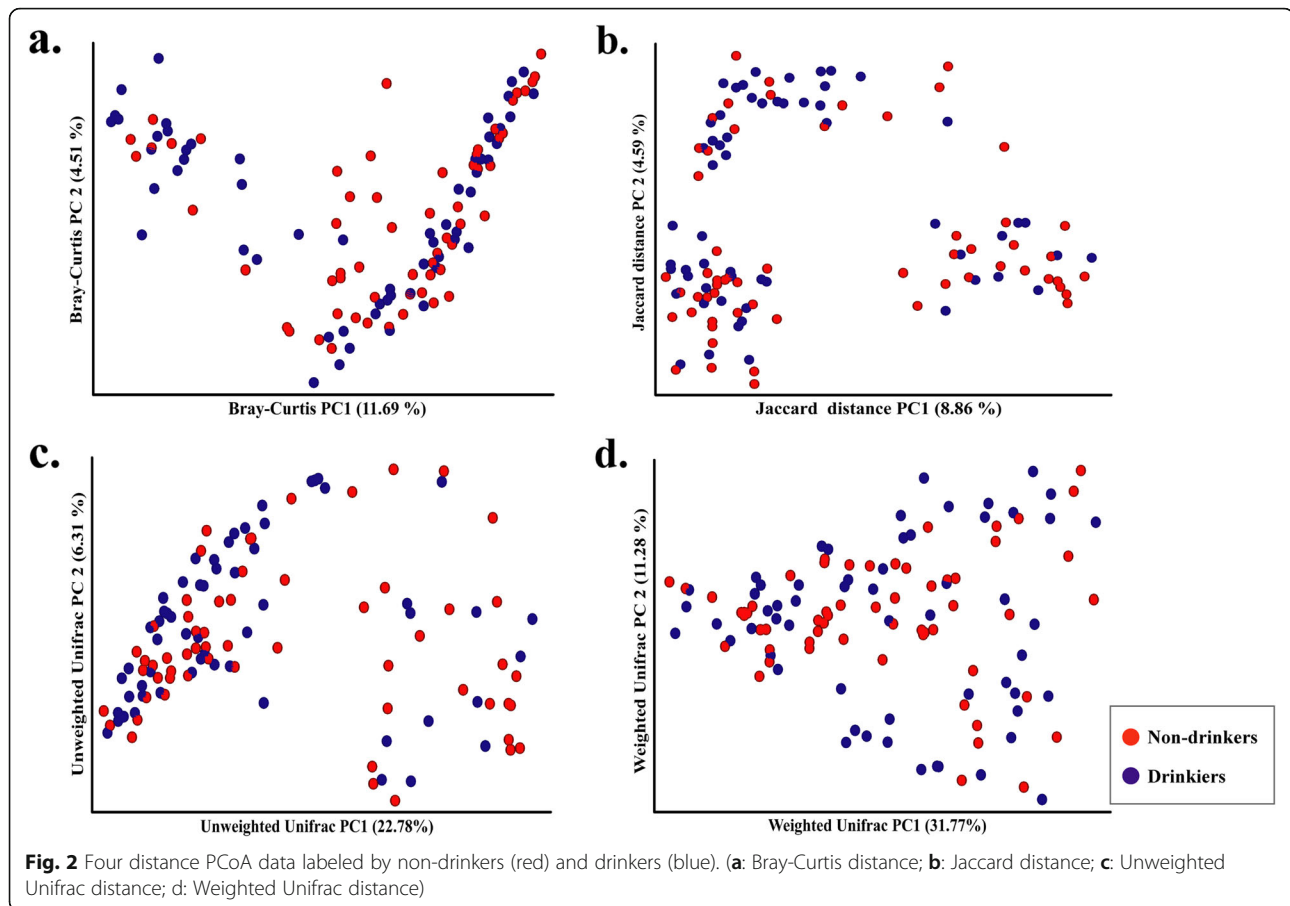 a.
Bray-Curtis PC 2 (4.51 %)
Bray-Curtis PC1 (11.69 %)
b.
Jaccard distance PC 2 (4.59 %)
Jaccard distance PC1 (8.86 %)
c.
Unweighted Unifrac PC 2 (6.31 %)
Unweighted Unifrac PC1 (22.78%)
d.
Weighted Unifrac PC 2 (11.28 %)
Weighted Unifrac PC1 (31.77%)
Non-drinkers
Drinkiers
Fig. 2 Four distance PCoA data labeled by non-drinkers (red) and drinkers (blue). (a: Bray-Curtis distance; b: Jaccard distance; c: Unweighted
Unifrac distance; d: Weighted Unifrac distance)